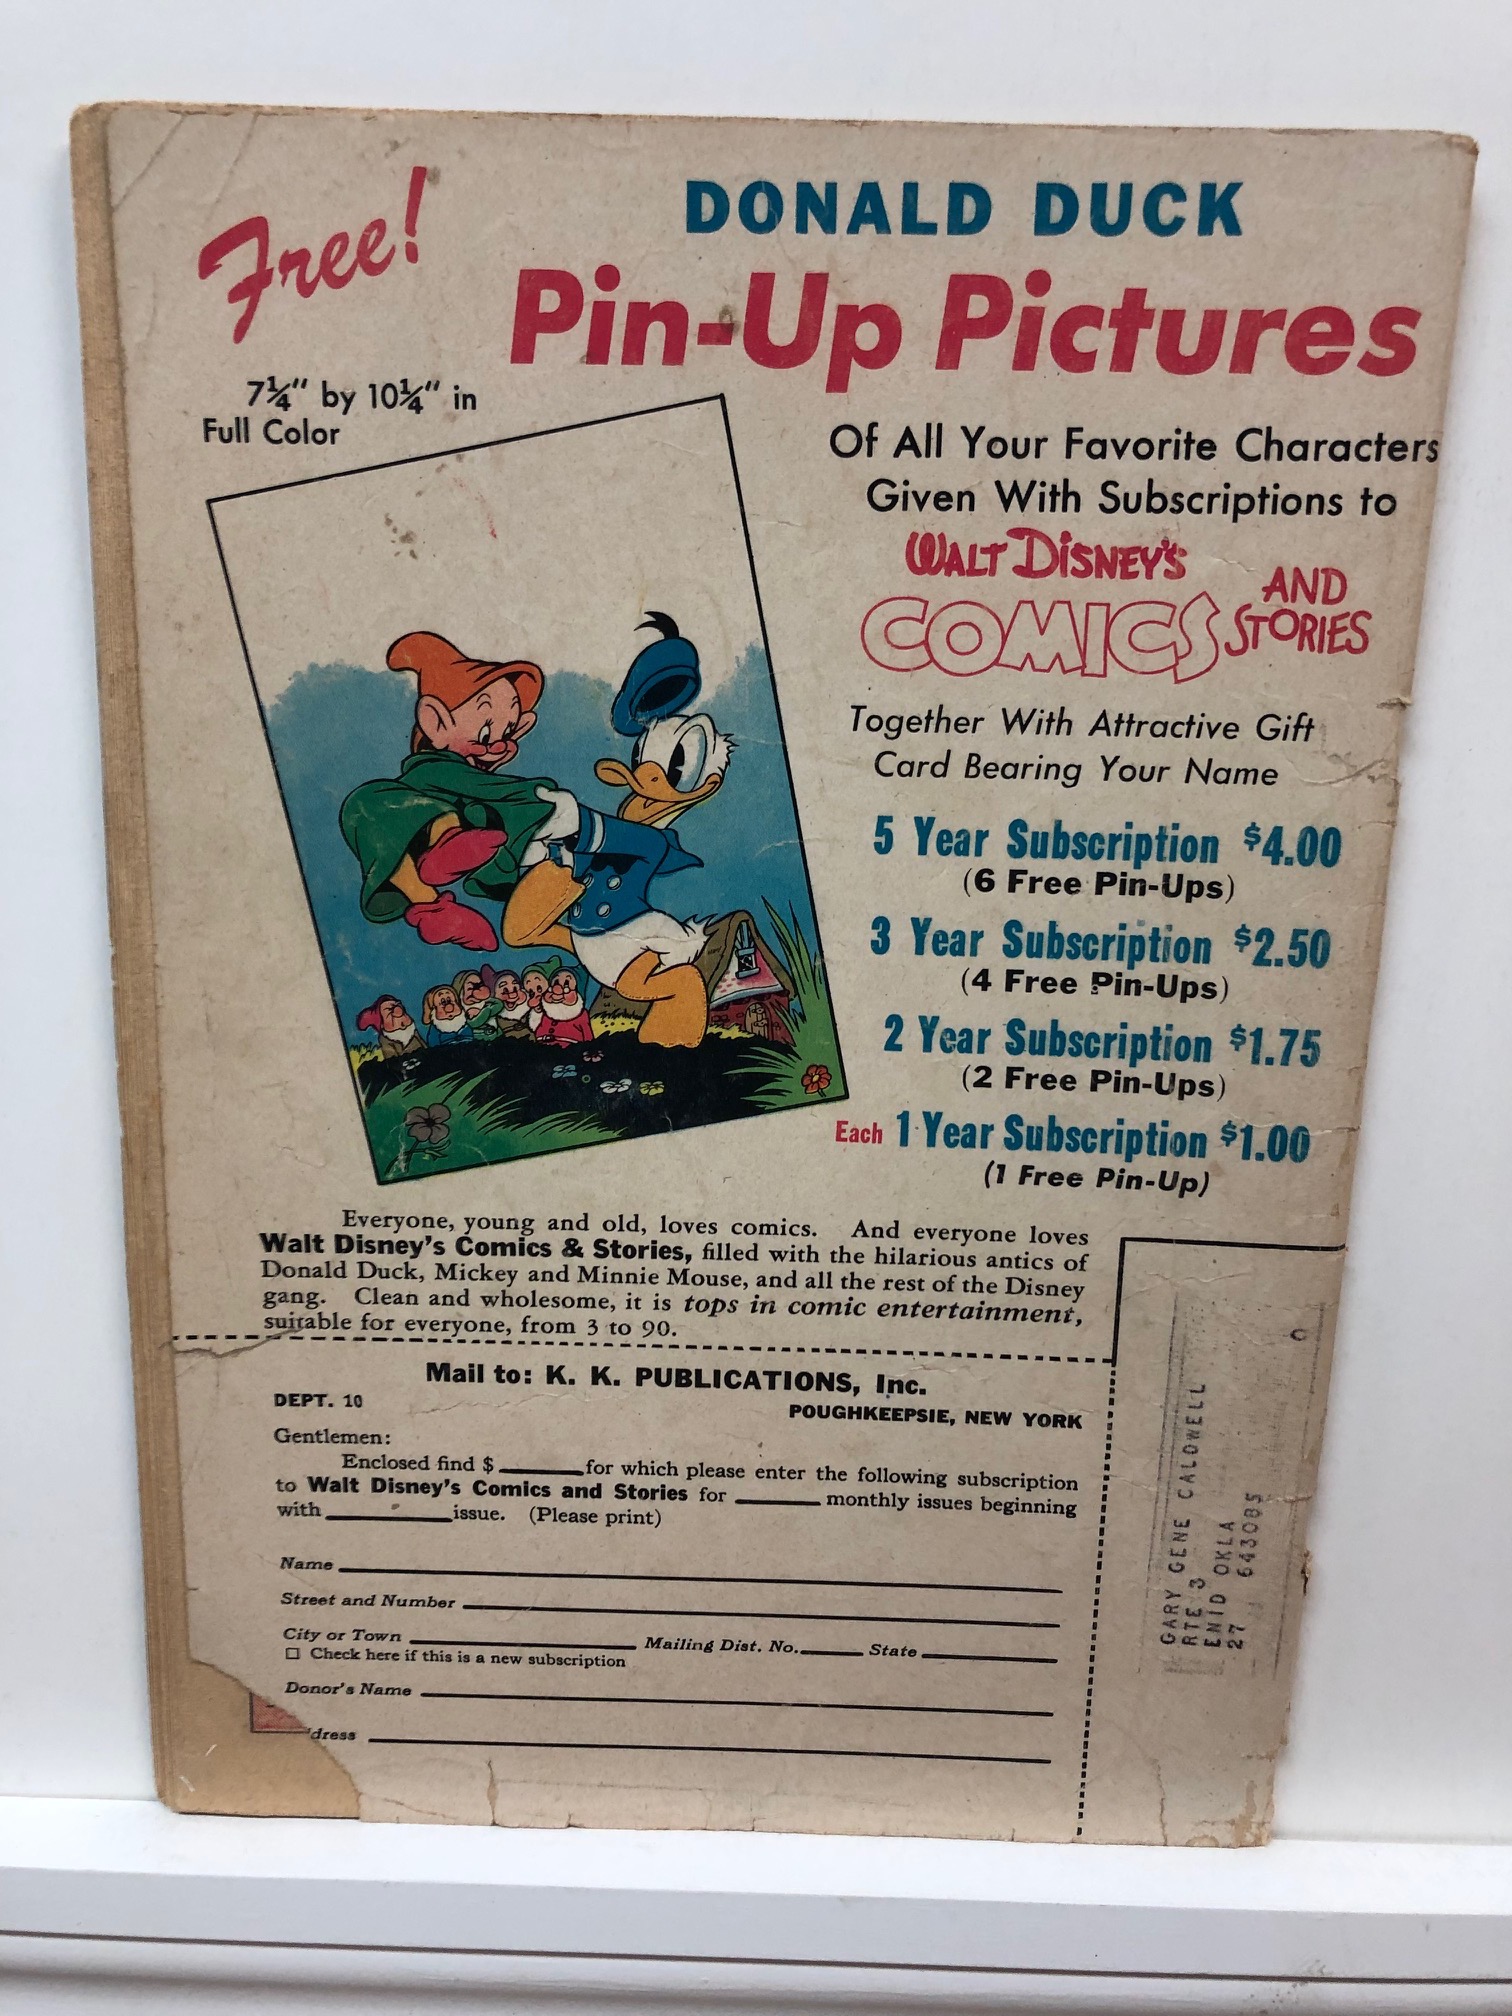 Free!
DONALD DUCK
Pin-Up Pictures
7¼" by 10¼" in
Full Color
Of All Your Favorite Characters
Given With Subscriptions to
WALT DISNEY'S
COMICS AND
STORIES
Together With Attractive Gift
Card Bearing Your Name
5 Year Subscription $4.00
(6 Free Pin-Ups)
3 Year Subscription $2.50
(4 Free Pin-Ups)
2 Year Subscription $1.75
(2 Free Pin-Ups)
Each 1 Year Subscription $1.00
(1 Free Pin-Up)
Everyone, young and old, loves comics. And everyone loves
Walt Disney's Comics & Stories, filled with the hilarious antics of
Donald Duck, Mickey and Minnie Mouse, and all the rest of the Disney
gang. Clean and wholesome, it is tops in comic entertainment,
suitable for everyone, from 3 to 90.
Mail to: K. K. PUBLICATIONS, Inc.
DEPT. 10
POUGHKEEPSIE, NEW YORK
Gentlemen:
Enclosed find $ for which please enter the following subscription
to Walt Disney's Comics and Stories for monthly issues beginning
with issue. (Please print)
Name
Street and Number
City or Town Mailing Dist. No. State
Check here if this is a new subscription
Donor's Name
dress
O
GARY GENE CALDWELL
RTE 3
ENID OKLA
27 643085